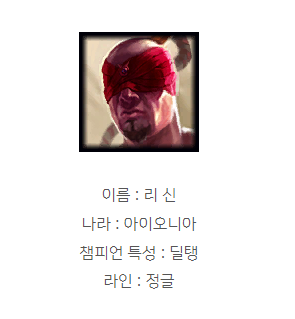 이름 : 리 신
나라 : 아이오니아
챔피언 특성 : 딜탱
라인 : 정글